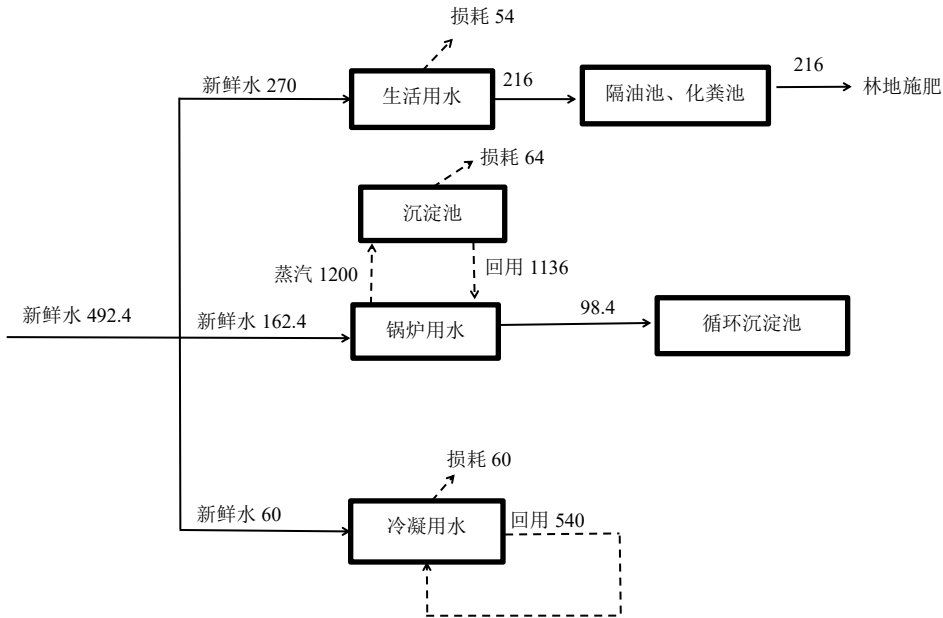 损耗 54
新鲜水 270
生活用水
216
隔油池、化粪池
216
林地施肥
损耗 64
沉淀池
蒸汽 1200
回用 1136
新鲜水 492.4
新鲜水 162.4
锅炉用水
98.4
循环沉淀池
损耗 60
新鲜水 60
冷凝用水
回用 540